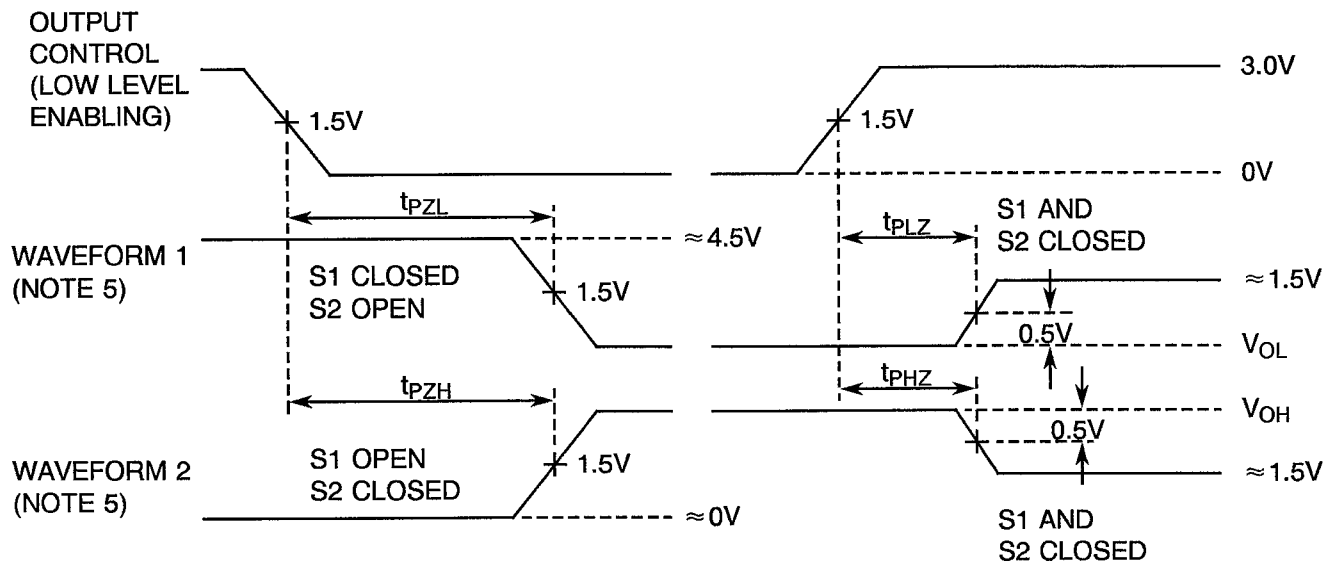 OUTPUT
CONTROL
(LOW LEVEL
ENABLING)
1.5V
1.5V
3.0V
0V
tPZL
tPLZ
S1 AND
S2 CLOSED
WAVEFORM 1
(NOTE 5)
S1 CLOSED
S2 OPEN
≈4.5V
1.5V
≈1.5V
0.5V
VOL
tPZH
tPHZ
VOH
0.5V
WAVEFORM 2
(NOTE 5)
S1 OPEN
S2 CLOSED
1.5V
≈1.5V
≈0V
S1 AND
S2 CLOSED